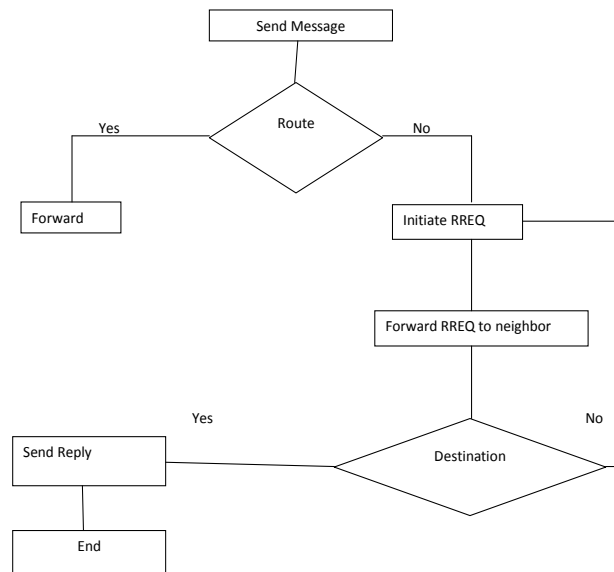 Send Message
Route
Yes
No
Forward
Initiate RREQ
Forward RREQ to neighbor
Yes
No
Send Reply
Destination
End